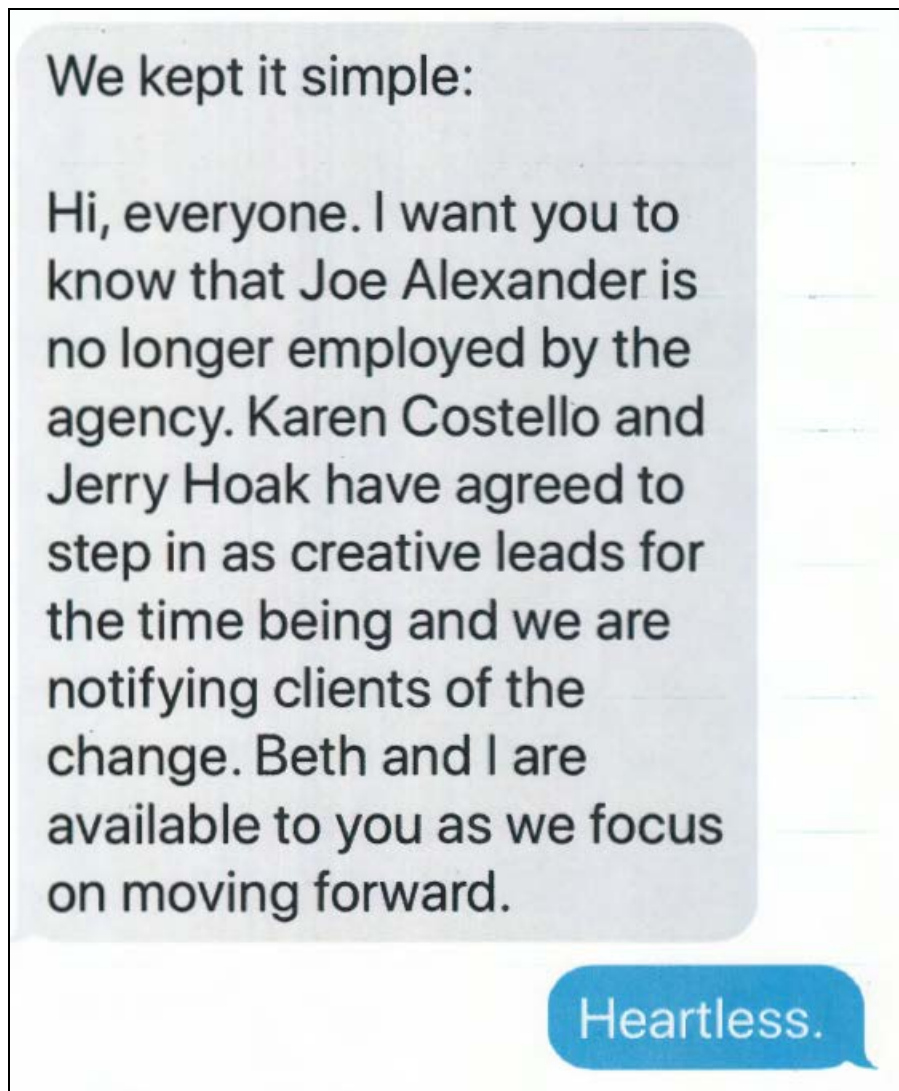 We kept it simple:
Hi, everyone. I want you to
know that Joe Alexander is
no longer employed by the
agency. Karen Costello and
Jerry Hoak have agreed to
step in as creative leads for
the time being and we are
notifying clients of the
change. Beth and I are
available to you as we focus
on moving forward.
Heartless.